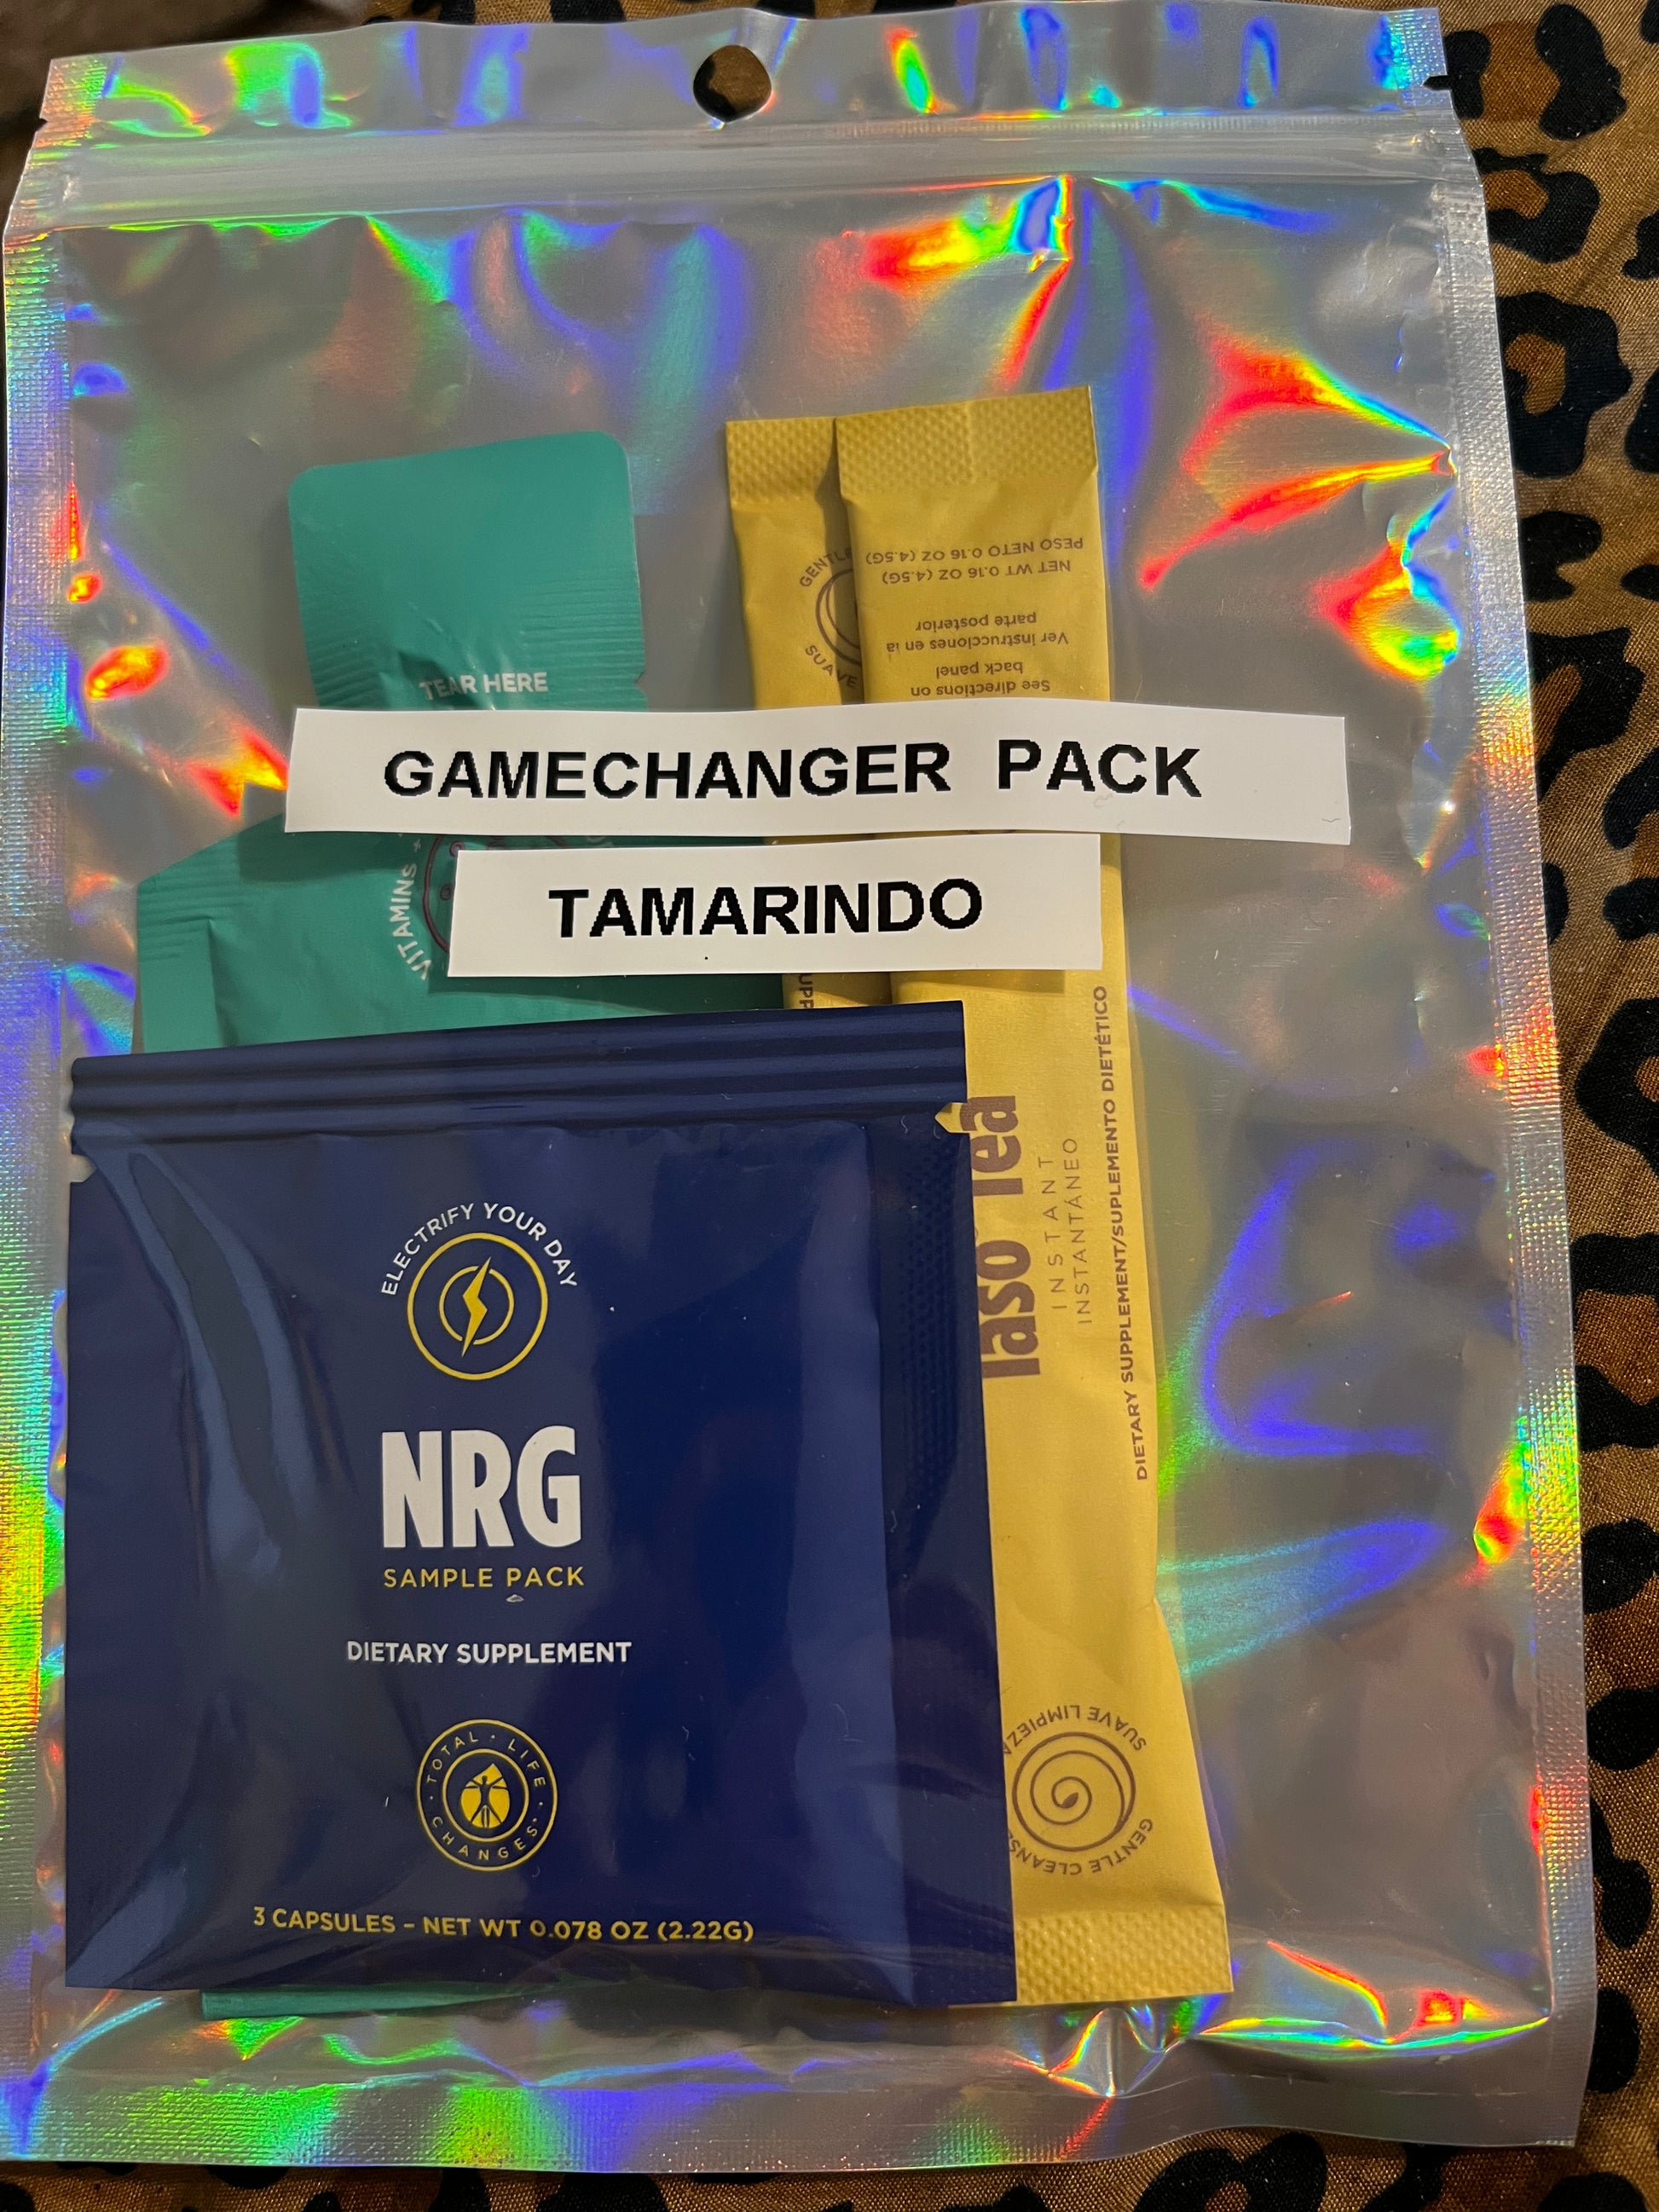 TEAR HERE
GENTLE
SUAVE
PESO NETO 0.16 OZ (4.5G)
NET WT 0.16 OZ (4.5G)
parte posterior
Ver instrucciones en la
back panel
See directions on
GAMECHANGER PACK
VITAMINS +
TAMARINDO
Iaso Tea
INSTANT
INSTANTÁNEO
DIETARY SUPPLEMENT/SUPLEMENTO DIETÉTICO
ELECTRIFY YOUR DAY
NRG
SAMPLE PACK
DIETARY SUPPLEMENT
TOTAL · LIFE · CHANGES ·
3 CAPSULES – NET WT 0.078 OZ (2.22G)
SUAVE LIMPIEZA
GENTLE CLEANSE